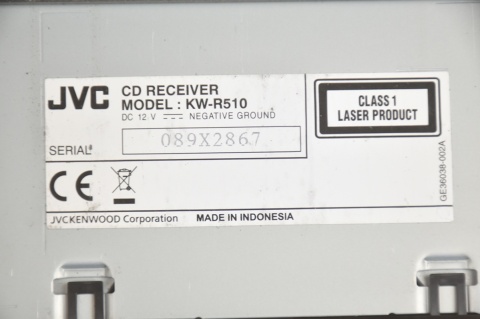 JVC
CD RECEIVER
MODEL : KW-R510
DC 12 V ⎓ NEGATIVE GROUND
SERIAL#
089X2867
CLASS 1
LASER PRODUCT
GE36038-002A
CE
JVCKENWOOD Corporation
MADE IN INDONESIA